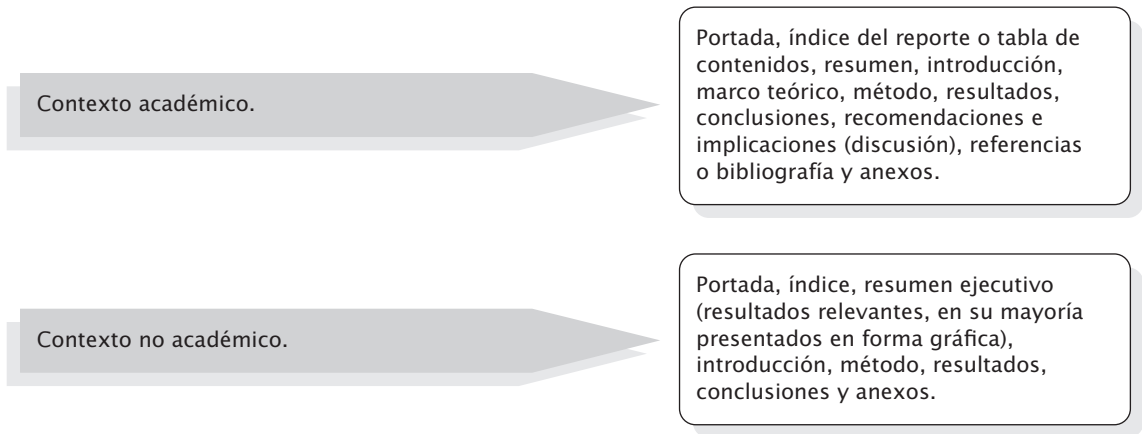 Contexto académico.
Portada, índice del reporte o tabla de
contenidos, resumen, introducción,
marco teórico, método, resultados,
conclusiones, recomendaciones e
implicaciones (discusión), referencias
o bibliografía y anexos.
Contexto no académico.
Portada, índice, resumen ejecutivo
(resultados relevantes, en su mayoría
presentados en forma gráfica),
introducción, método, resultados,
conclusiones y anexos.